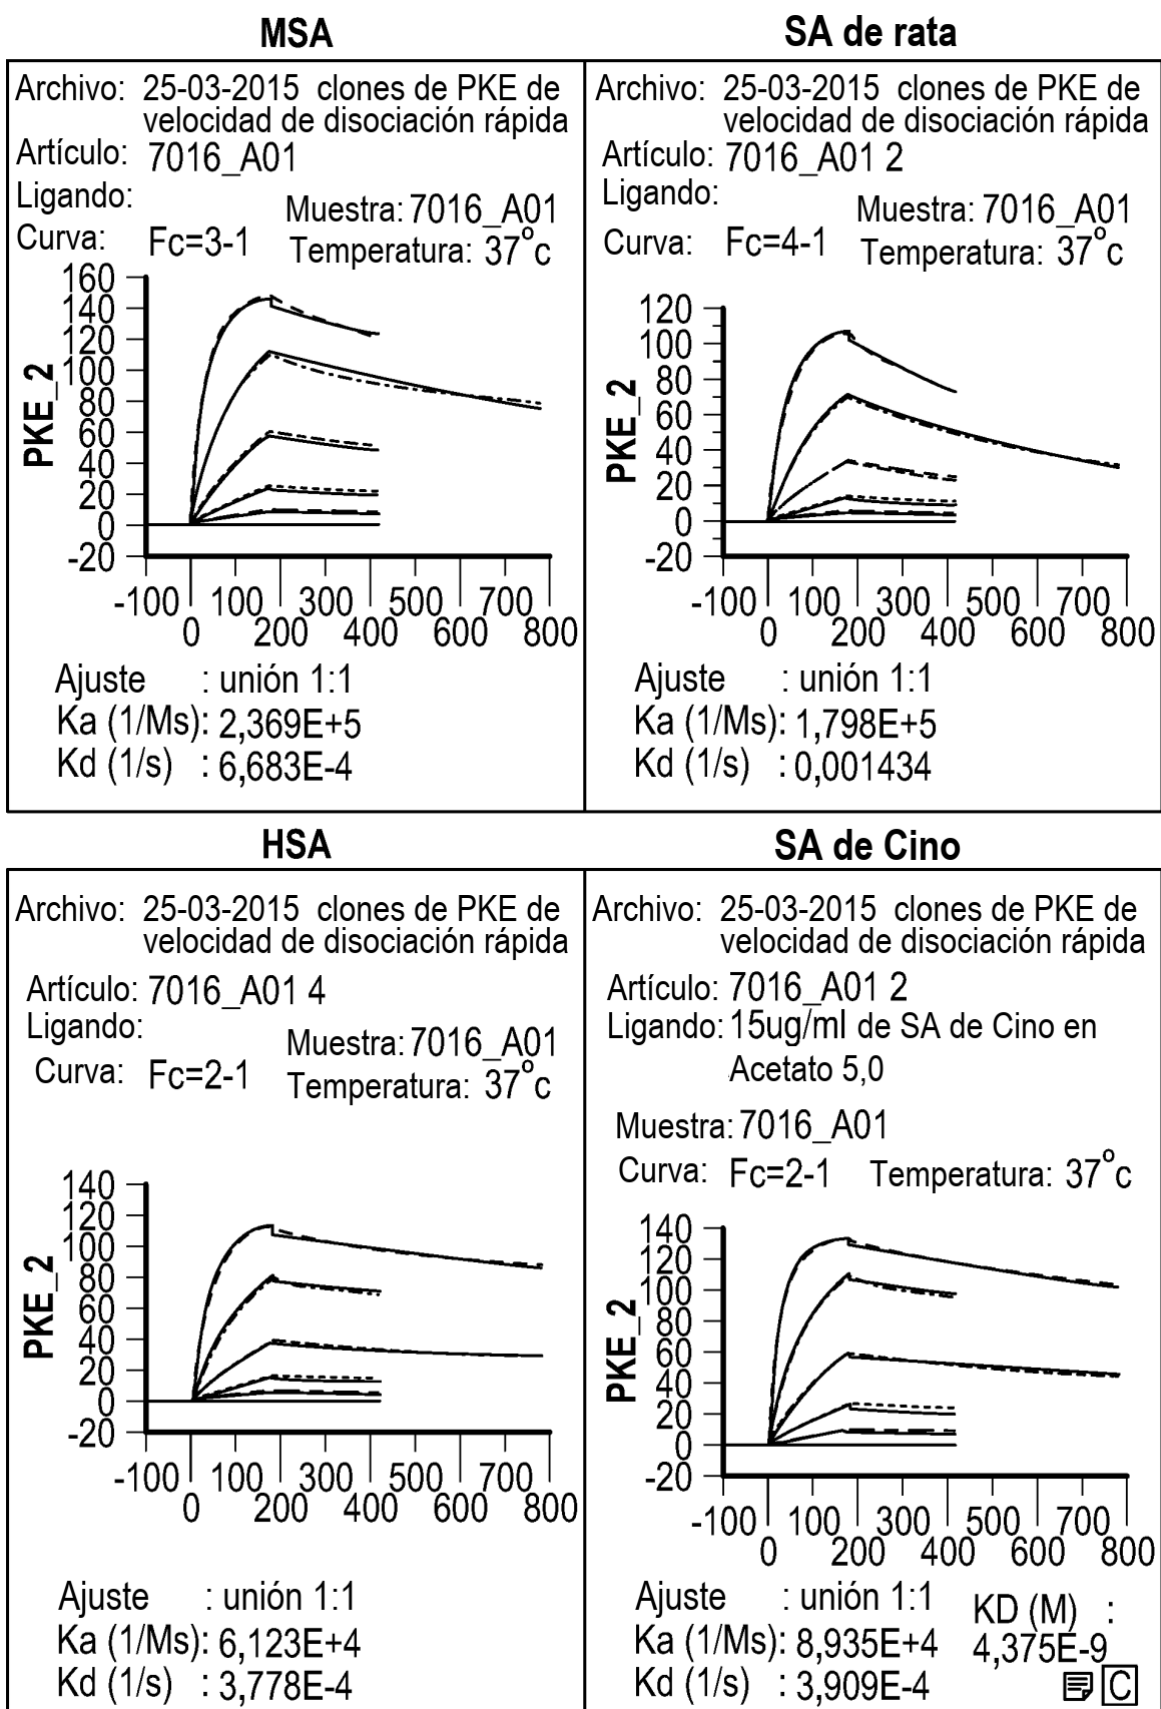 MSA
Archivo: 25-03-2015 clones de PKE de
velocidad de disociación rápida
Artículo: 7016_A01
Ligando:
Muestra: 7016_A01
Curva: Fc=3-1
Temperatura: 37°c
PKE_2
160
140
120
100
80
60
40
20
0
-20
-100 100 300 500 700
0 200 400 600 800
Ajuste : unión 1:1
Ka (1/Ms): 2,369E+5
Kd (1/s) : 6,683E-4
SA de rata
Archivo: 25-03-2015 clones de PKE de
velocidad de disociación rápida
Artículo: 7016_A01 2
Ligando:
Muestra: 7016_A01
Curva: Fc=4-1
Temperatura: 37°c
PKE_2
120
100
80
60
40
20
0
-20
-100 100 300 500 700
0 200 400 600 800
Ajuste : unión 1:1
Ka (1/Ms): 1,798E+5
Kd (1/s) : 0,001434
HSA
Archivo: 25-03-2015 clones de PKE de
velocidad de disociación rápida
Artículo: 7016_A01 4
Ligando:
Muestra: 7016_A01
Curva: Fc=2-1
Temperatura: 37°c
PKE_2
140
120
100
80
60
40
20
0
-20
-100 100 300 500 700
0 200 400 600 800
Ajuste : unión 1:1
Ka (1/Ms): 6,123E+4
Kd (1/s) : 3,778E-4
SA de Cino
Archivo: 25-03-2015 clones de PKE de
velocidad de disociación rápida
Artículo: 7016_A01 2
Ligando: 15ug/ml de SA de Cino en
Acetato 5,0
Muestra: 7016_A01
Curva: Fc=2-1 Temperatura: 37°c
PKE_2
140
120
100
80
60
40
20
0
-20
-100 100 300 500 700
0 200 400 600 800
Ajuste : unión 1:1
Ka (1/Ms): 8,935E+4
Kd (1/s) : 3,909E-4
KD (M) :
4,375E-9
C